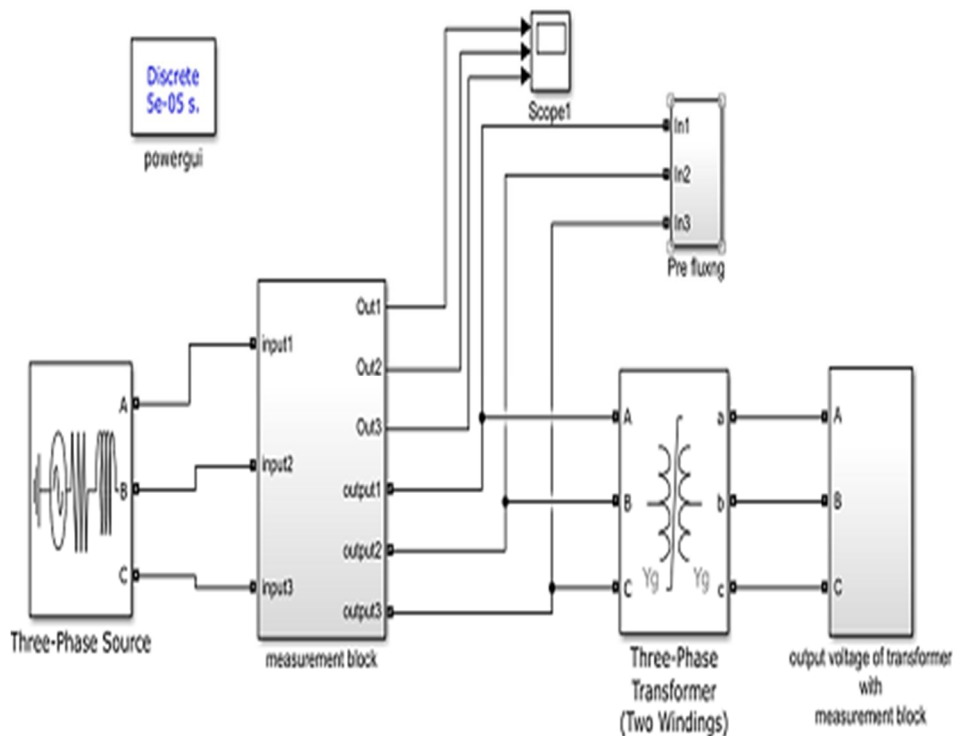 Discrete
5e-05 s.
powergui
Scope1
In1
In2
In3
Pre fluxng
Out1
Out2
Out3
output1
output2
output3
input1
input2
input3
A
B
C
Three-Phase Source
measurement block
A
B
C
a
b
c
Yg
Yg
Three-Phase
Transformer
(Two Windings)
A
B
C
output voltage of transformer
with
measurement block